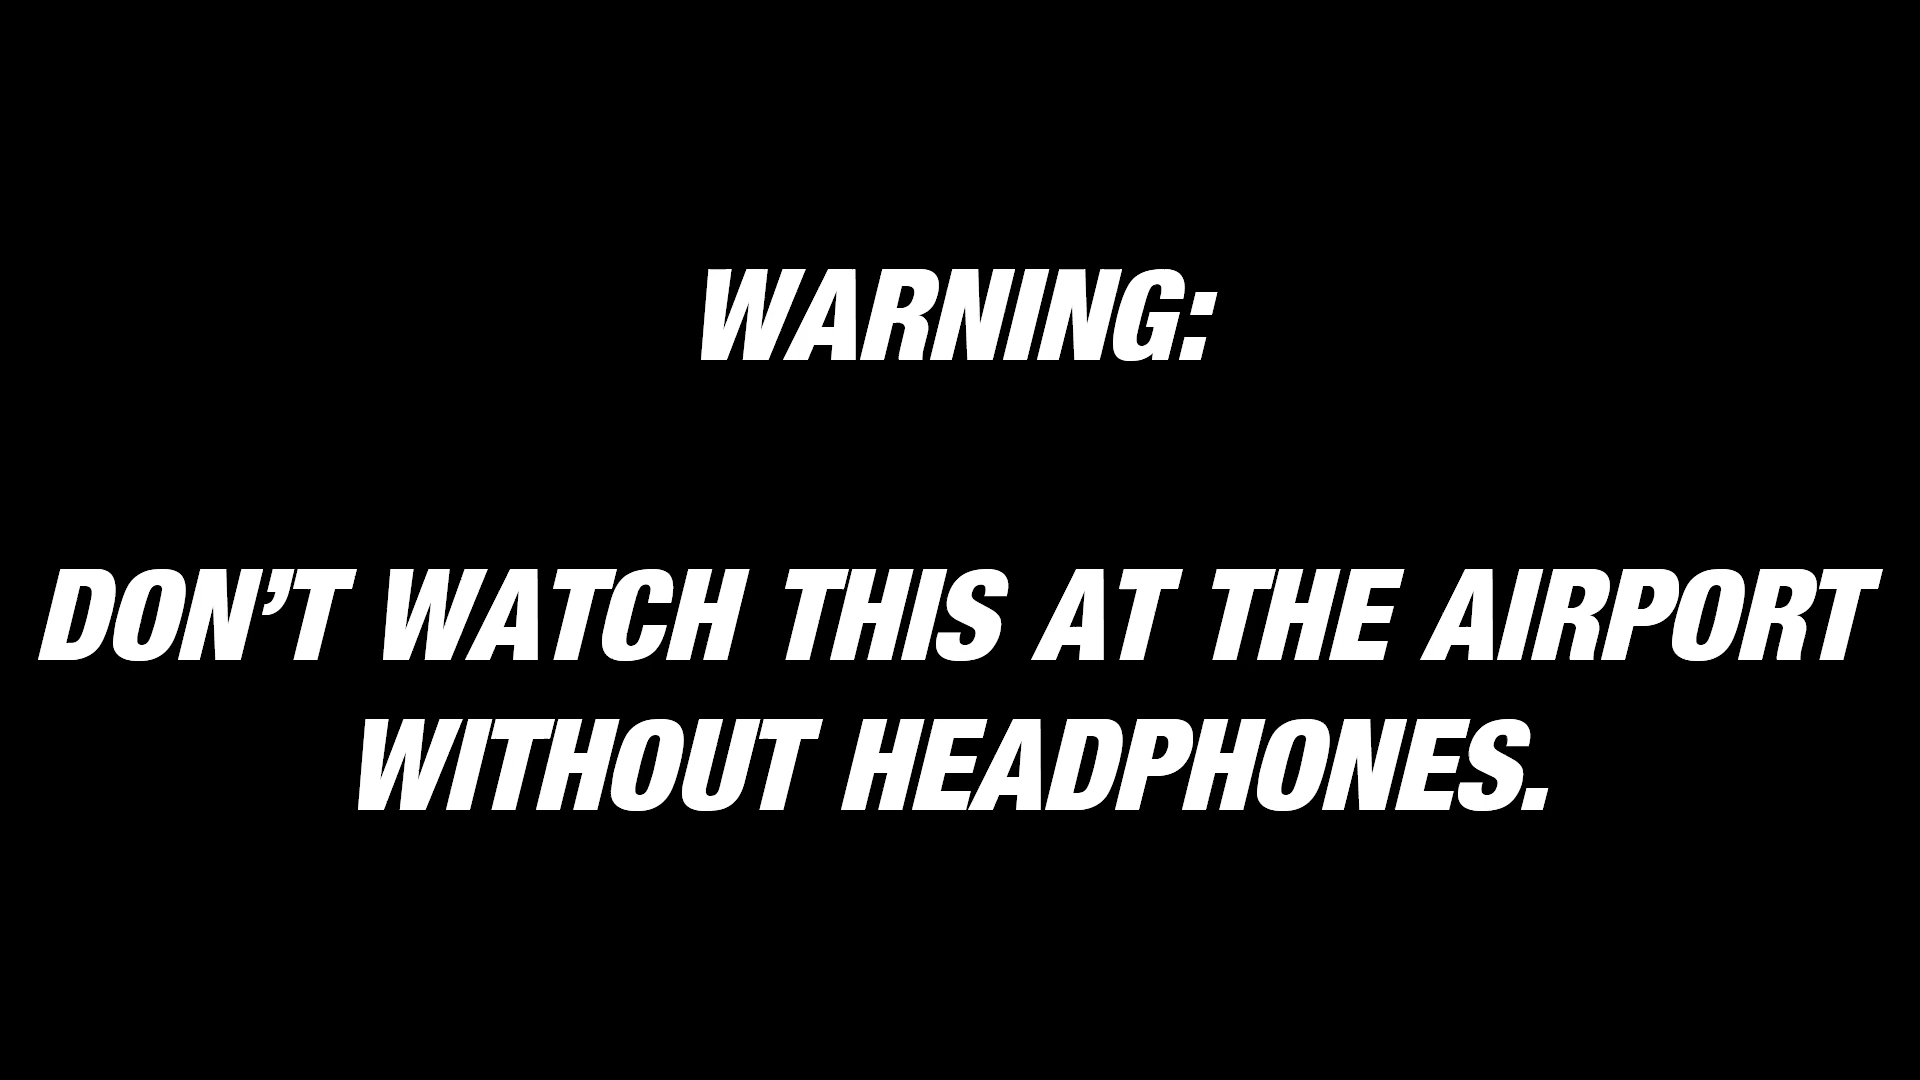 WARNING:
DON’T WATCH THIS AT THE AIRPORT
WITHOUT HEADPHONES.